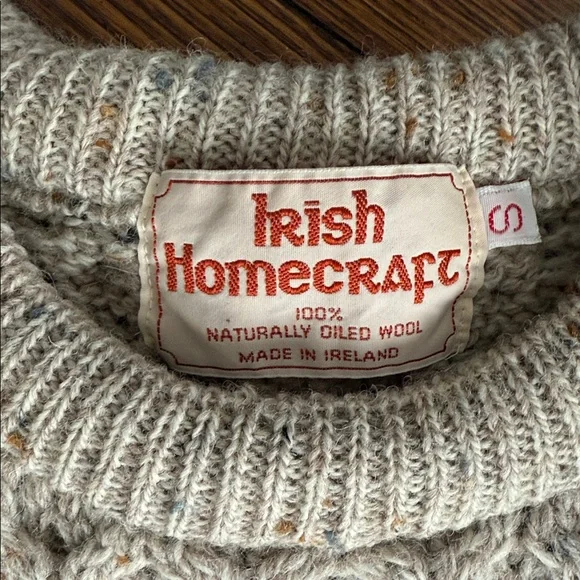 Irish
Homecraft
100%
NATURALLY OILED WOOL
MADE IN IRELAND
S